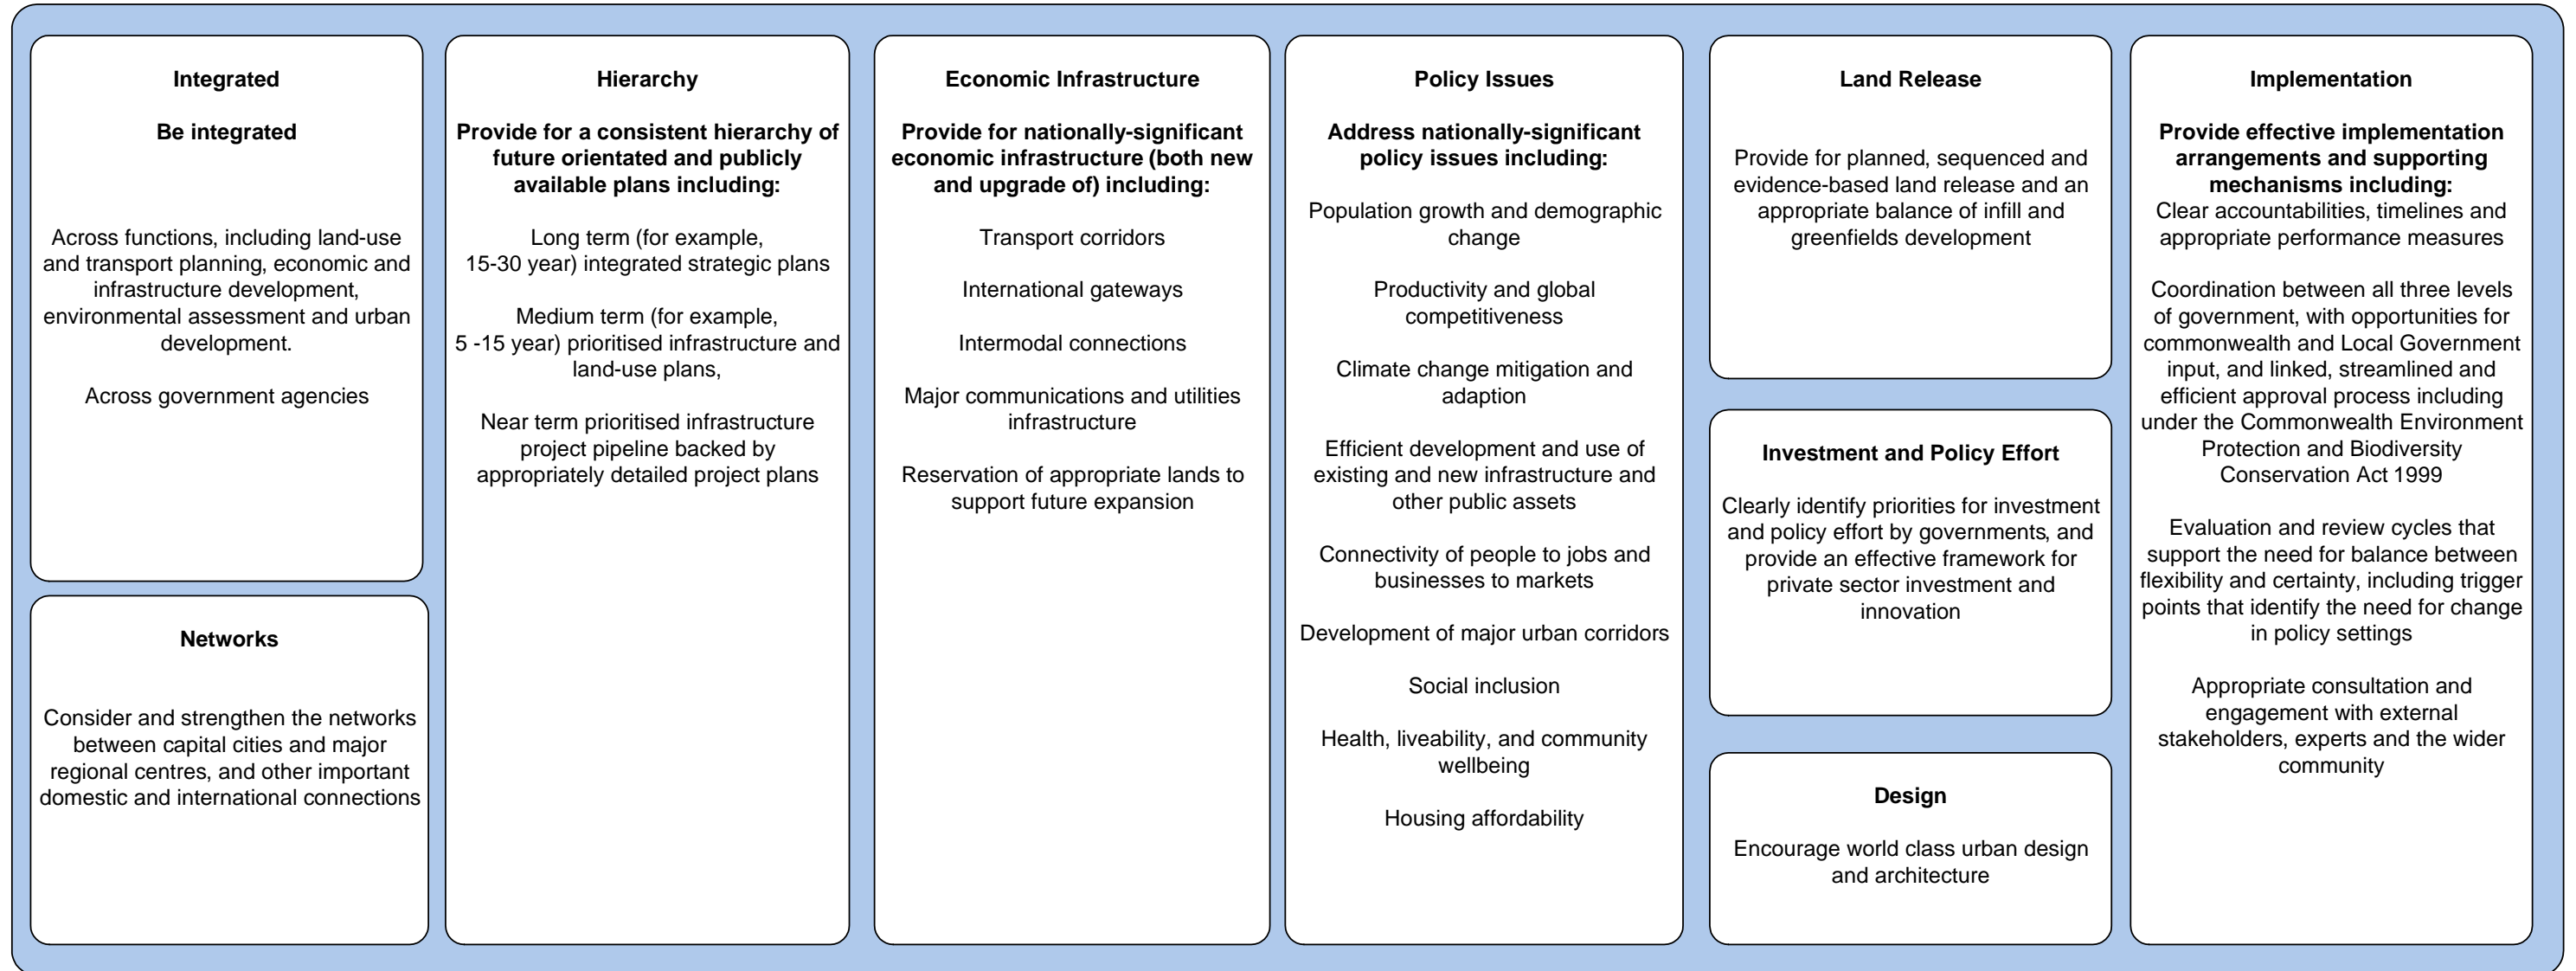 Integrated
Be integrated
Across functions, including land-use
and transport planning, economic and
infrastructure development,
environmental assessment and urban
development.
Across government agencies
Networks
Consider and strengthen the networks
between capital cities and major
regional centres, and other important
domestic and international connections
Hierarchy
Provide for a consistent hierarchy of
future orientated and publicly
available plans including:
Long term (for example,
15-30 year) integrated strategic plans
Medium term (for example,
5 -15 year) prioritised infrastructure and
land-use plans,
Near term prioritised infrastructure
project pipeline backed by
appropriately detailed project plans
Economic Infrastructure
Provide for nationally-significant
economic infrastructure (both new
and upgrade of) including:
Transport corridors
International gateways
Intermodal connections
Major communications and utilities
infrastructure
Reservation of appropriate lands to
support future expansion
Policy Issues
Address nationally-significant
policy issues including:
Population growth and demographic
change
Productivity and global
competitiveness
Climate change mitigation and
adaption
Efficient development and use of
existing and new infrastructure and
other public assets
Connectivity of people to jobs and
businesses to markets
Development of major urban corridors
Social inclusion
Health, liveability, and community
wellbeing
Housing affordability
Land Release
Provide for planned, sequenced and
evidence-based land release and an
appropriate balance of infill and
greenfields development
Investment and Policy Effort
Clearly identify priorities for investment
and policy effort by governments, and
provide an effective framework for
private sector investment and
innovation
Design
Encourage world class urban design
and architecture
Implementation
Provide effective implementation
arrangements and supporting
mechanisms including:
Clear accountabilities, timelines and
appropriate performance measures
Coordination between all three levels
of government, with opportunities for
commonwealth and Local Government
input, and linked, streamlined and
efficient approval process including
under the Commonwealth Environment
Protection and Biodiversity
Conservation Act 1999
Evaluation and review cycles that
support the need for balance between
flexibility and certainty, including trigger
points that identify the need for change
in policy settings
Appropriate consultation and
engagement with external
stakeholders, experts and the wider
community